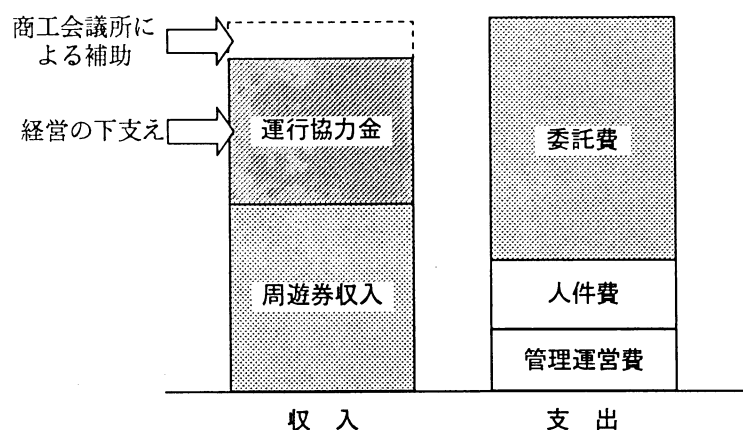 商工会議所に
よる補助
経営の下支え
運行協力金
周遊券収入
委託費
人件費
管理運営費
収 入
支 出